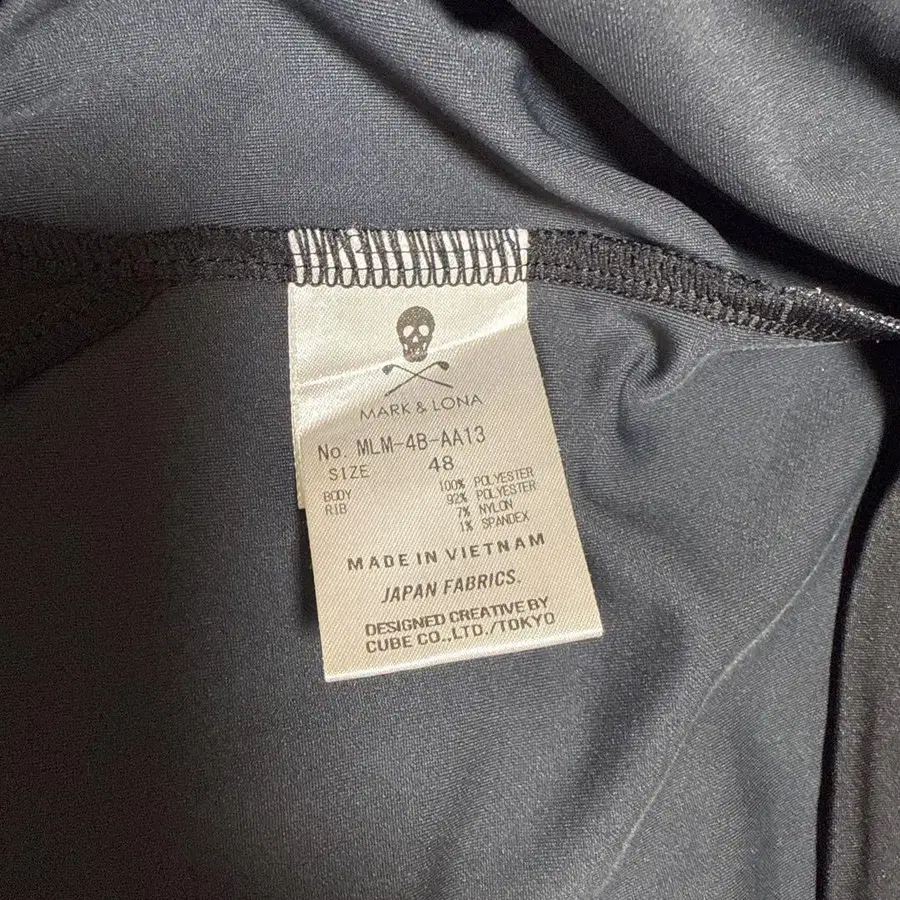 MARK & LONA
No. MLM-4B-AA13
SIZE 48
BODY 100% POLYESTER
RIB 92% POLYESTER
7% NYLON
1% SPANDEX
MADE IN VIETNAM
JAPAN FABRICS.
DESIGNED CREATIVE BY
CUBE CO.,LTD./TOKYO